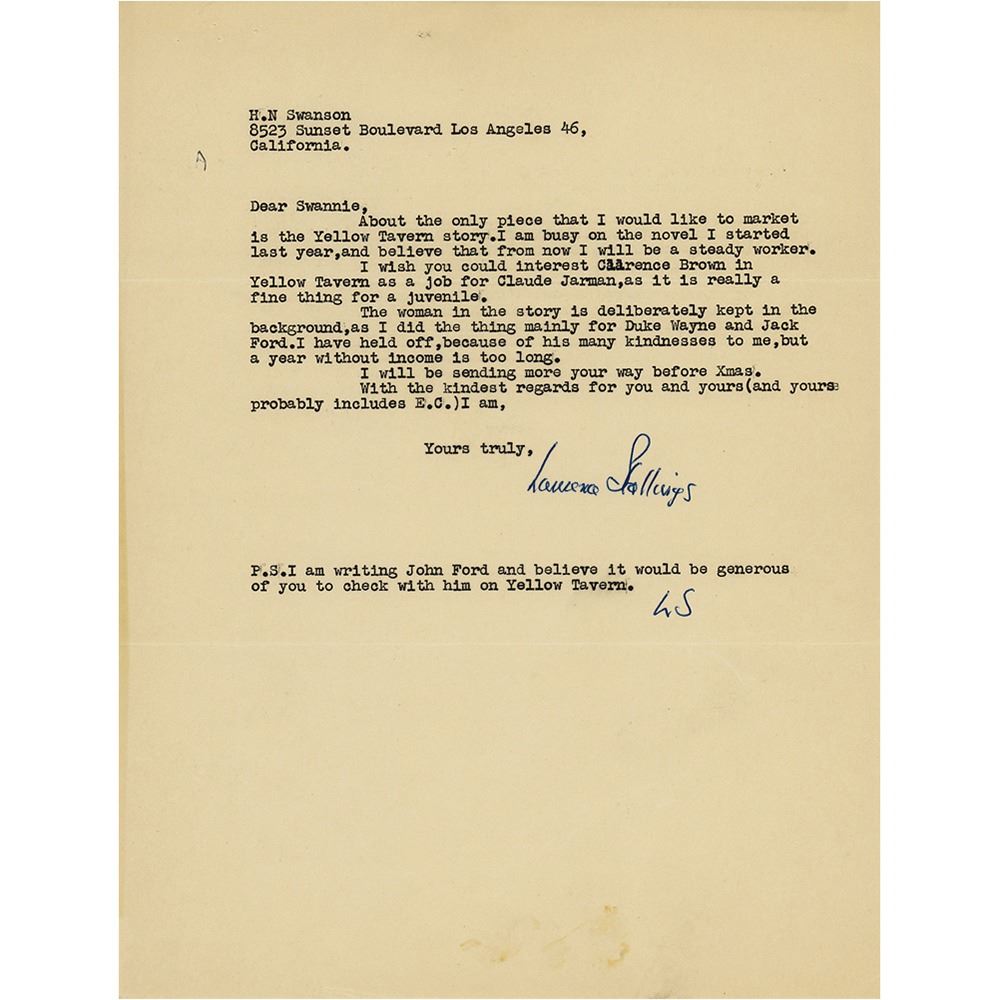 H.N Swanson
8523 Sunset Boulevard Los Angeles 46,
California.
A
Dear Swannie,
About the only piece that I would like to market
is the Yellow Tavern story.I am busy on the novel I started
last year,and believe that from now I will be a steady worker.
I wish you could interest Claarence Brown in
Yellow Tavern as a job for Claude Jarman,as it is really a
fine thing for a juvenile.
The woman in the story is deliberately kept in the
background,as I did the thing mainly for Duke Wayne and Jack
Ford.I have held off,because of his many kindnesses to me,but
a year without income is too long.
I will be sending more your way before Xmas.
With the kindest regards for you and yours(and yours
probably includes E.C.)I am,
Yours truly,
Laurence Stallings
P.S.I am writing John Ford and believe it would be generous
of you to check with him on Yellow Tavern.
LS